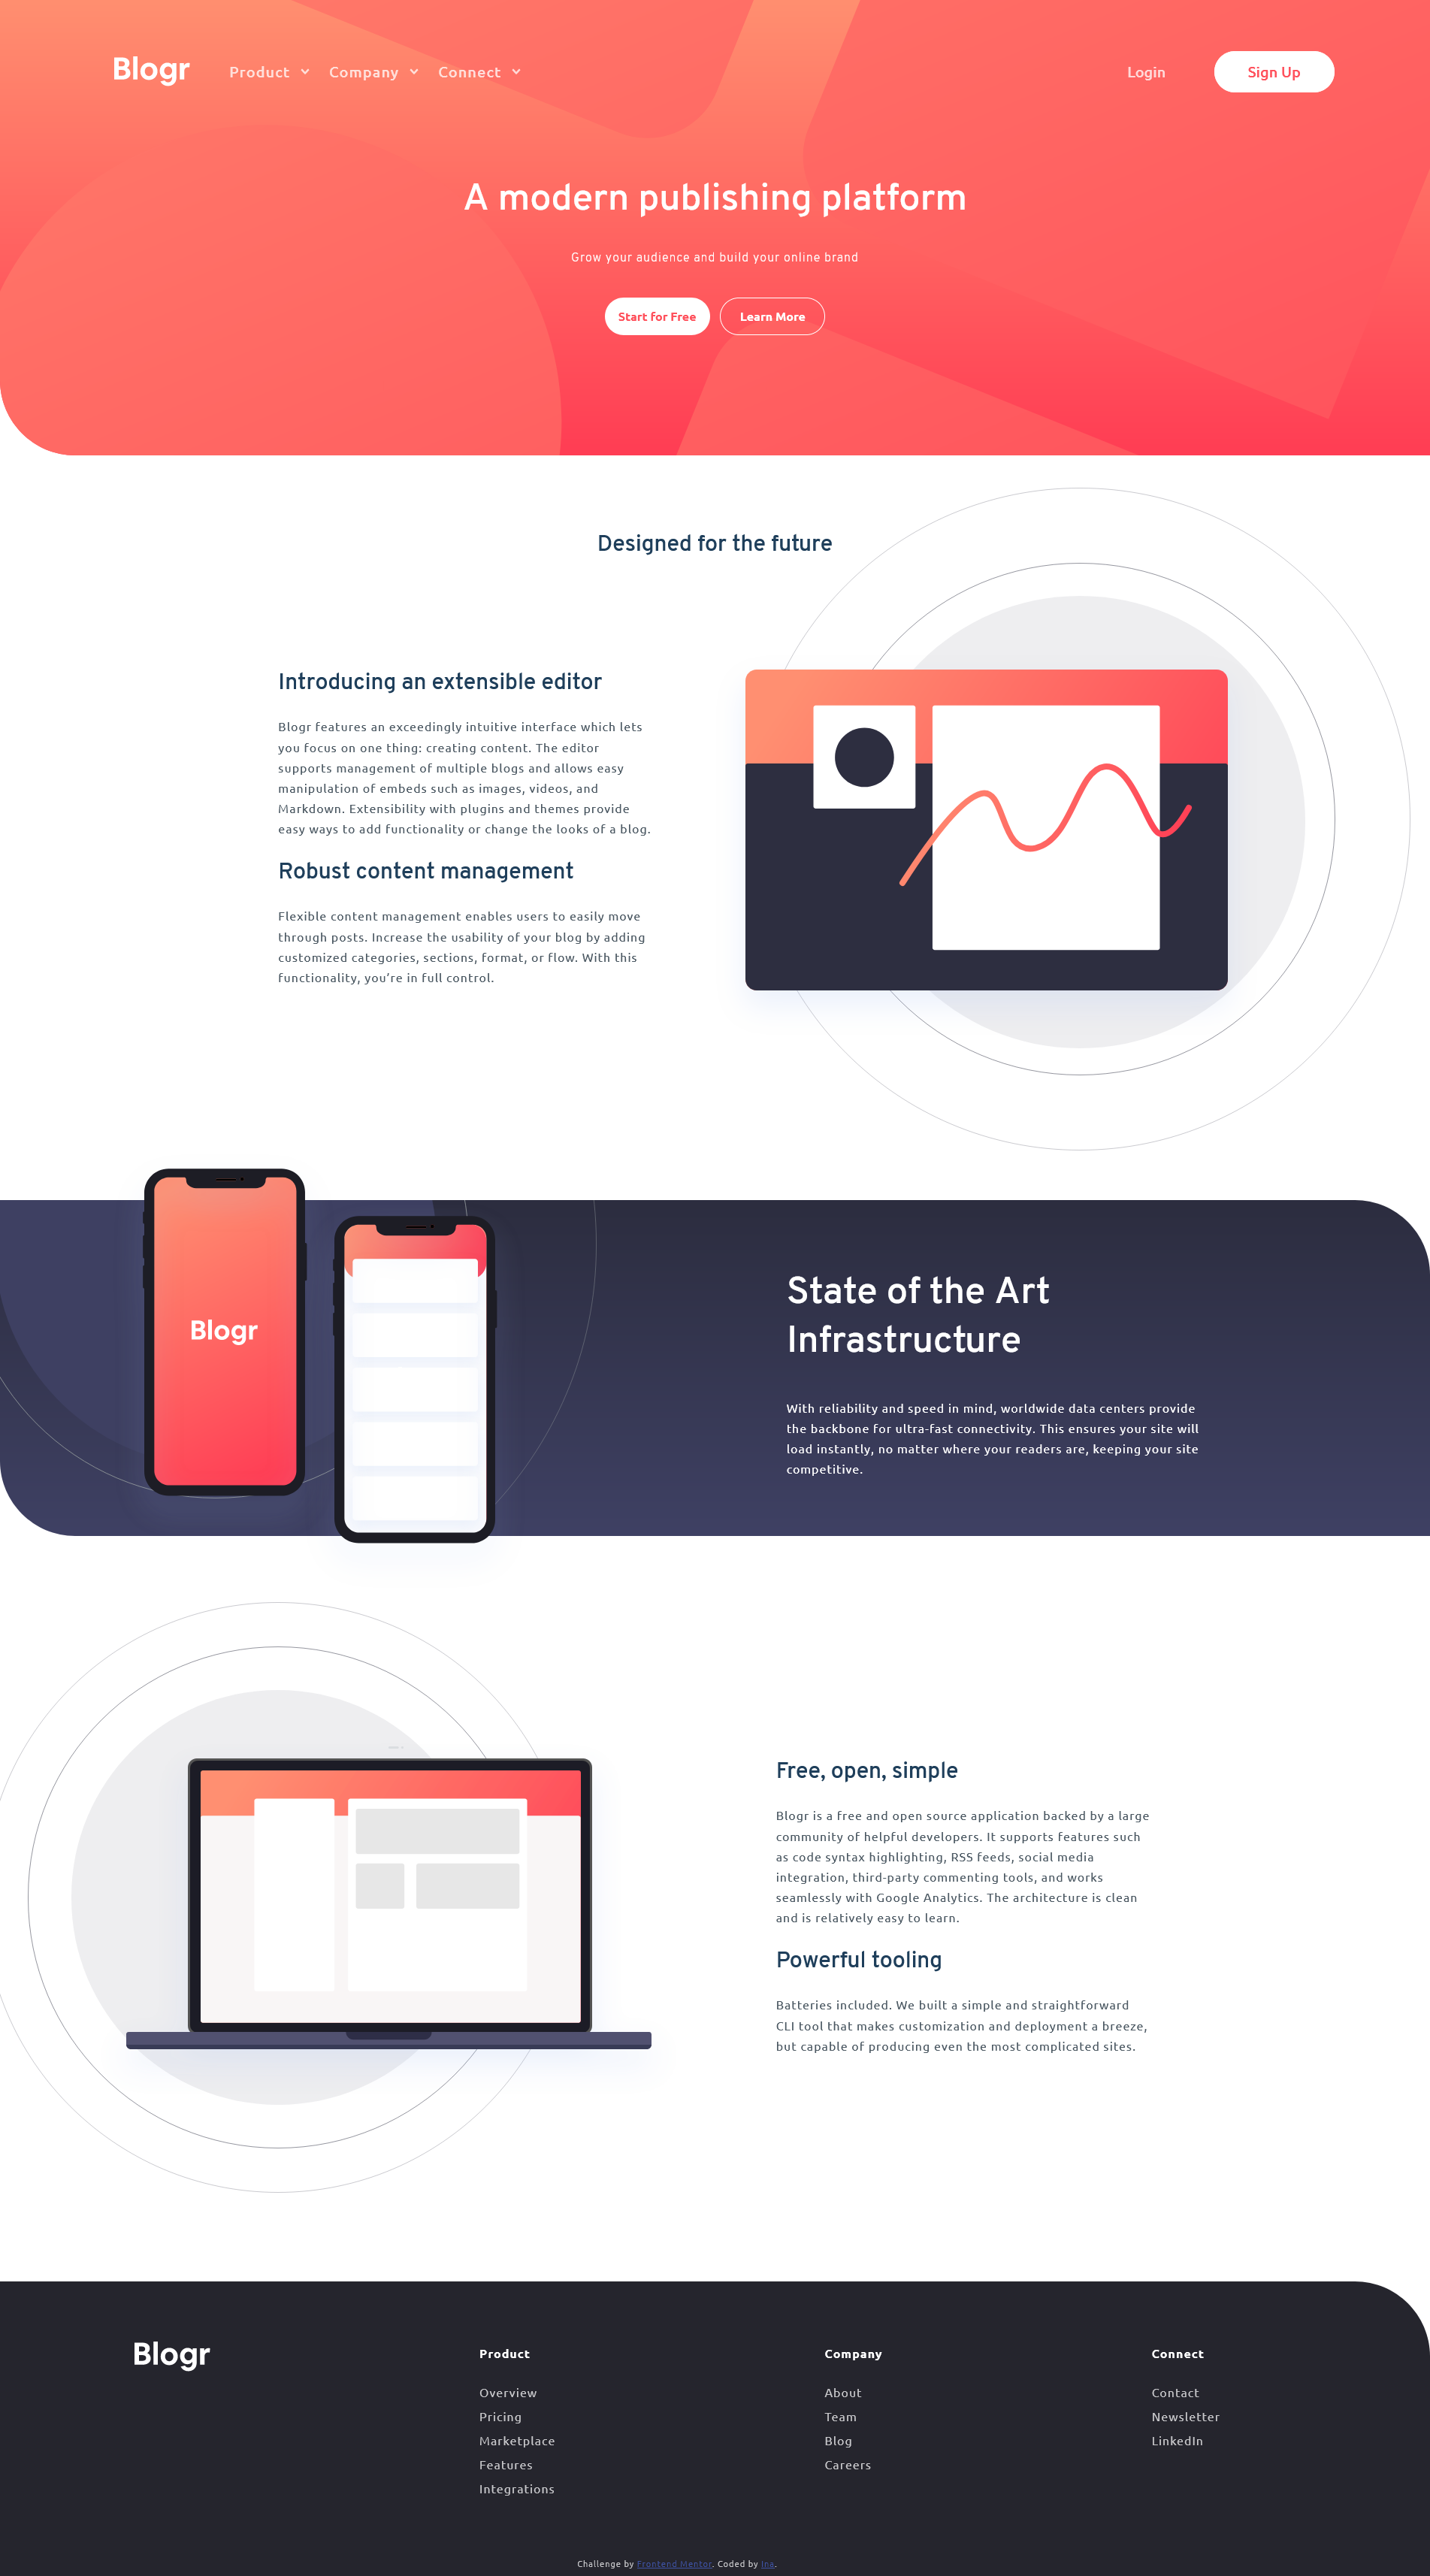 Blogr Product Company Connect Login Sign Up
A modern publishing platform
Grow your audience and build your online brand
Start for Free Learn More
Designed for the future
Introducing an extensible editor
Blogr features an exceedingly intuitive interface which lets
you focus on one thing: creating content. The editor
supports management of multiple blogs and allows easy
manipulation of embeds such as images, videos, and
Markdown. Extensibility with plugins and themes provide
easy ways to add functionality or change the looks of a blog.
Robust content management
Flexible content management enables users to easily move
through posts. Increase the usability of your blog by adding
customized categories, sections, format, or flow. With this
functionality, you’re in full control.
Blogr
State of the Art
Infrastructure
With reliability and speed in mind, worldwide data centers provide
the backbone for ultra-fast connectivity. This ensures your site will
load instantly, no matter where your readers are, keeping your site
competitive.
Free, open, simple
Blogr is a free and open source application backed by a large
community of helpful developers. It supports features such
as code syntax highlighting, RSS feeds, social media
integration, third-party commenting tools, and works
seamlessly with Google Analytics. The architecture is clean
and is relatively easy to learn.
Powerful tooling
Batteries included. We built a simple and straightforward
CLI tool that makes customization and deployment a breeze,
but capable of producing even the most complicated sites.
Blogr
Product
Overview
Pricing
Marketplace
Features
Integrations
Company
About
Team
Blog
Careers
Connect
Contact
Newsletter
LinkedIn
Challenge by Frontend Mentor. Coded by Ina.